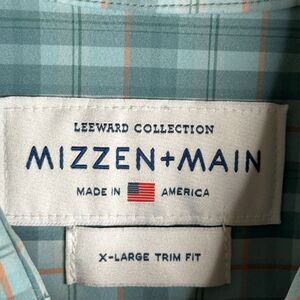 LEEWARD COLLECTION
MIZZEN+MAIN
MADE IN AMERICA
X-LARGE TRIM FIT